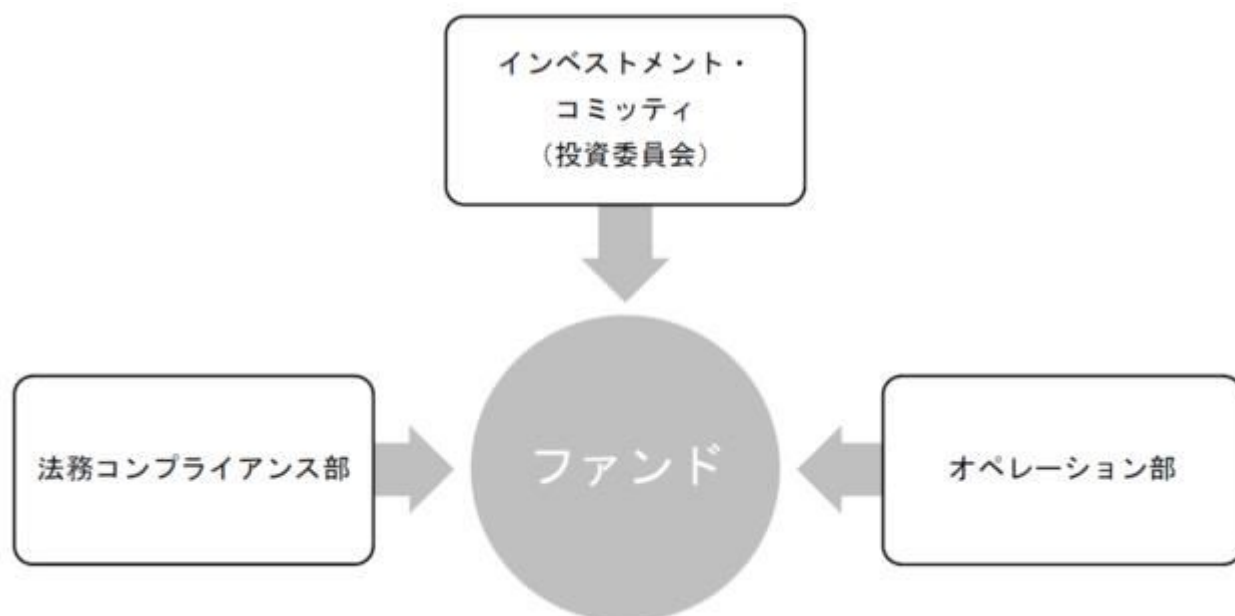 インベストメント・
コミッティ
（投資委員会）
法務コンプライアンス部
ファンド
オペレーション部